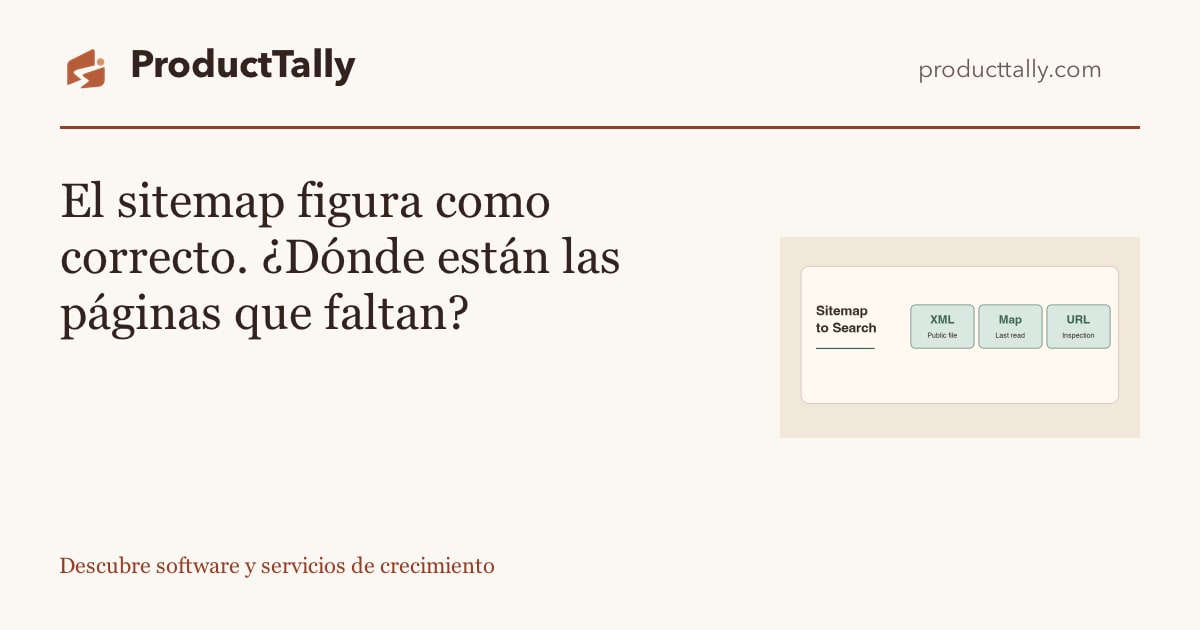 ProductTally
producttally.com
El sitemap figura como
correcto. ¿Dónde están las
páginas que faltan?
Sitemap
to Search
XML
Public file
Map
Last read
URL
Inspection
Descubre software y servicios de crecimiento